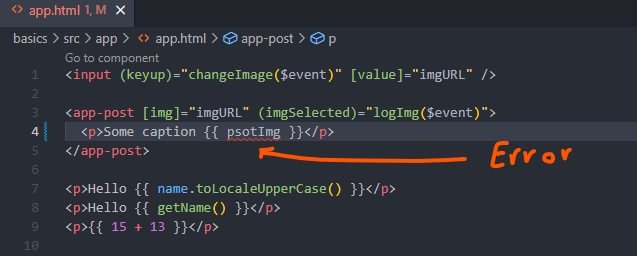 <> app.html 1, M ×
basics > src > app > <> app.html > app-post > p
Go to component
1 <input (keyup)="changeImage($event)" [value]="imgURL" />
2
3 <app-post [img]="imgURL" (imgSelected)="logImg($event)">
4 <p>Some caption {{ psotImg }}</p>
Error
5 </app-post>
6
7 <p>Hello {{ name.toLocaleUpperCase() }}</p>
8 <p>Hello {{ getName() }}</p>
9 <p>{{ 15 + 13 }}</p>
10